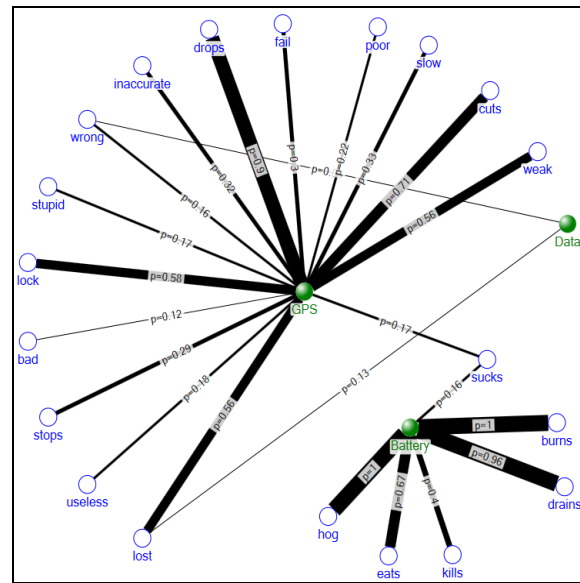 drops
fail
poor
slow
inaccurate
cuts
wrong
weak
stupid
lock
bad
stops
useless
lost
GPS
Data
sucks
Battery
burns
drains
hog
eats
kills
p=0.9
p=0.22
p=0.33
p=0.71
p=0.56
p=0.32
p=0.16
p=0.17
p=0.58
p=0.12
p=0.29
p=0.18
p=0.56
p=0.17
p=0.13
p=0.16
p=1
p=0.96
p=1
p=0.67
p=0.4